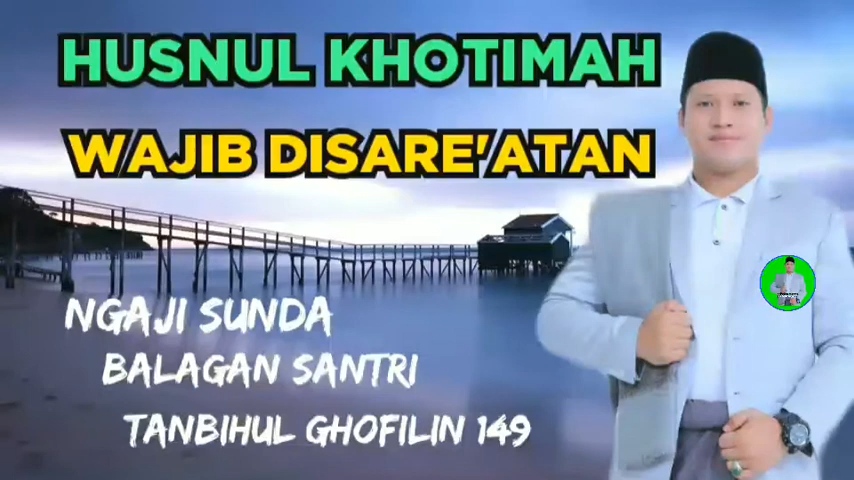 HUSNUL KHOTIMAH
WAJIB DISARE'ATAN
NGAJI SUNDA
BALAGAN SANTRI
TANBIHUL GHOFILIN 149